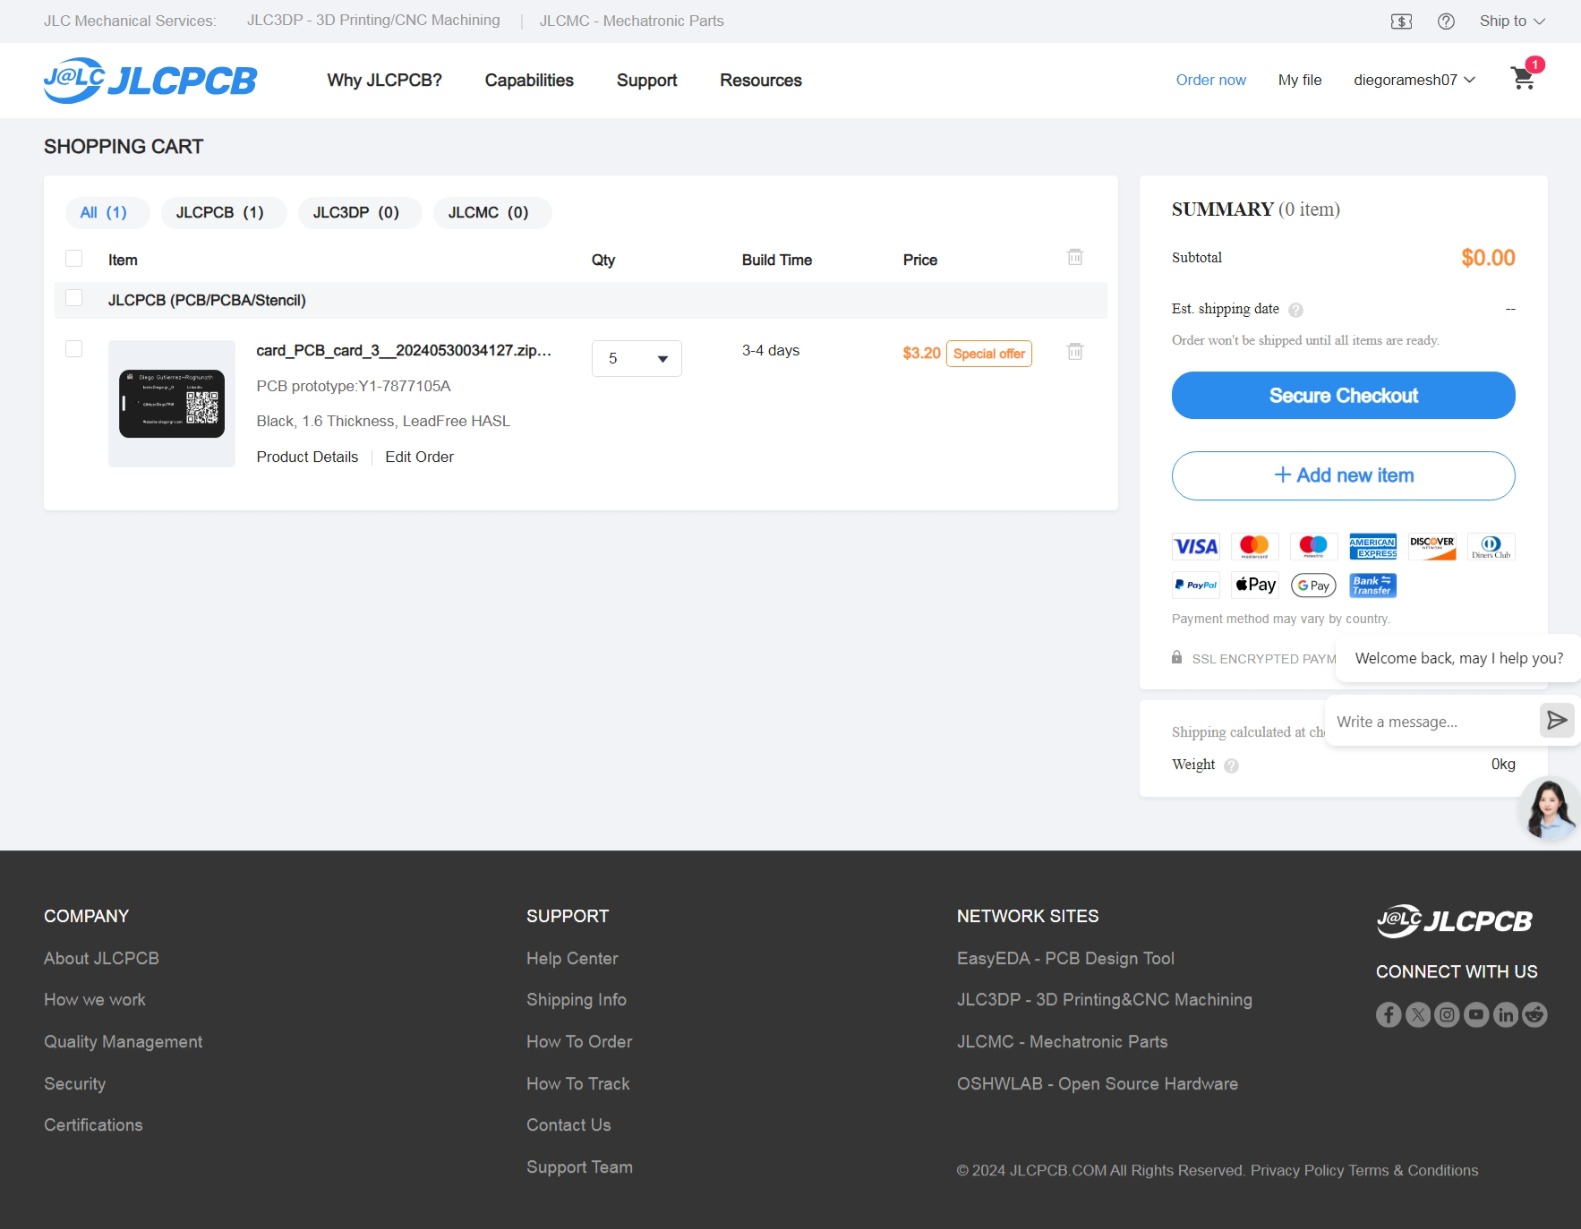 JLC Mechanical Services: JLC3DP - 3D Printing/CNC Machining | JLCMC - Mechatronic Parts Ship to
J@LC JLCPCB Why JLCPCB? Capabilities Support Resources Order now My file diegoramesh07 1
SHOPPING CART
All (1) JLCPCB (1) JLC3DP (0) JLCMC (0)
Item Qty Build Time Price
JLCPCB (PCB/PCBA/Stencil)
card_PCB_card_3__20240530034127.zip... 5 3-4 days $3.20 Special offer
PCB prototype:Y1-7877105A
Black, 1.6 Thickness, LeadFree HASL
Product Details | Edit Order
Diego Gutierrez-Raghunath
SUMMARY (0 item)
Subtotal $0.00
Est. shipping date ? --
Order won't be shipped until all items are ready.
Secure Checkout
+ Add new item
VISA mastercard maestro AMERICAN EXPRESS DISCOVER NETWORK Diners Club
PayPal Pay G Pay Bank Transfer
Payment method may vary by country.
SSL ENCRYPTED PAYM
Welcome back, may I help you?
Write a message...
Shipping calculated at
Weight ? 0kg
COMPANY
About JLCPCB
How we work
Quality Management
Security
Certifications
SUPPORT
Help Center
Shipping Info
How To Order
How To Track
Contact Us
Support Team
NETWORK SITES
EasyEDA - PCB Design Tool
JLC3DP - 3D Printing&CNC Machining
JLCMC - Mechatronic Parts
OSHWLAB - Open Source Hardware
J@LC JLCPCB
CONNECT WITH US
© 2024 JLCPCB.COM All Rights Reserved. Privacy Policy Terms & Conditions